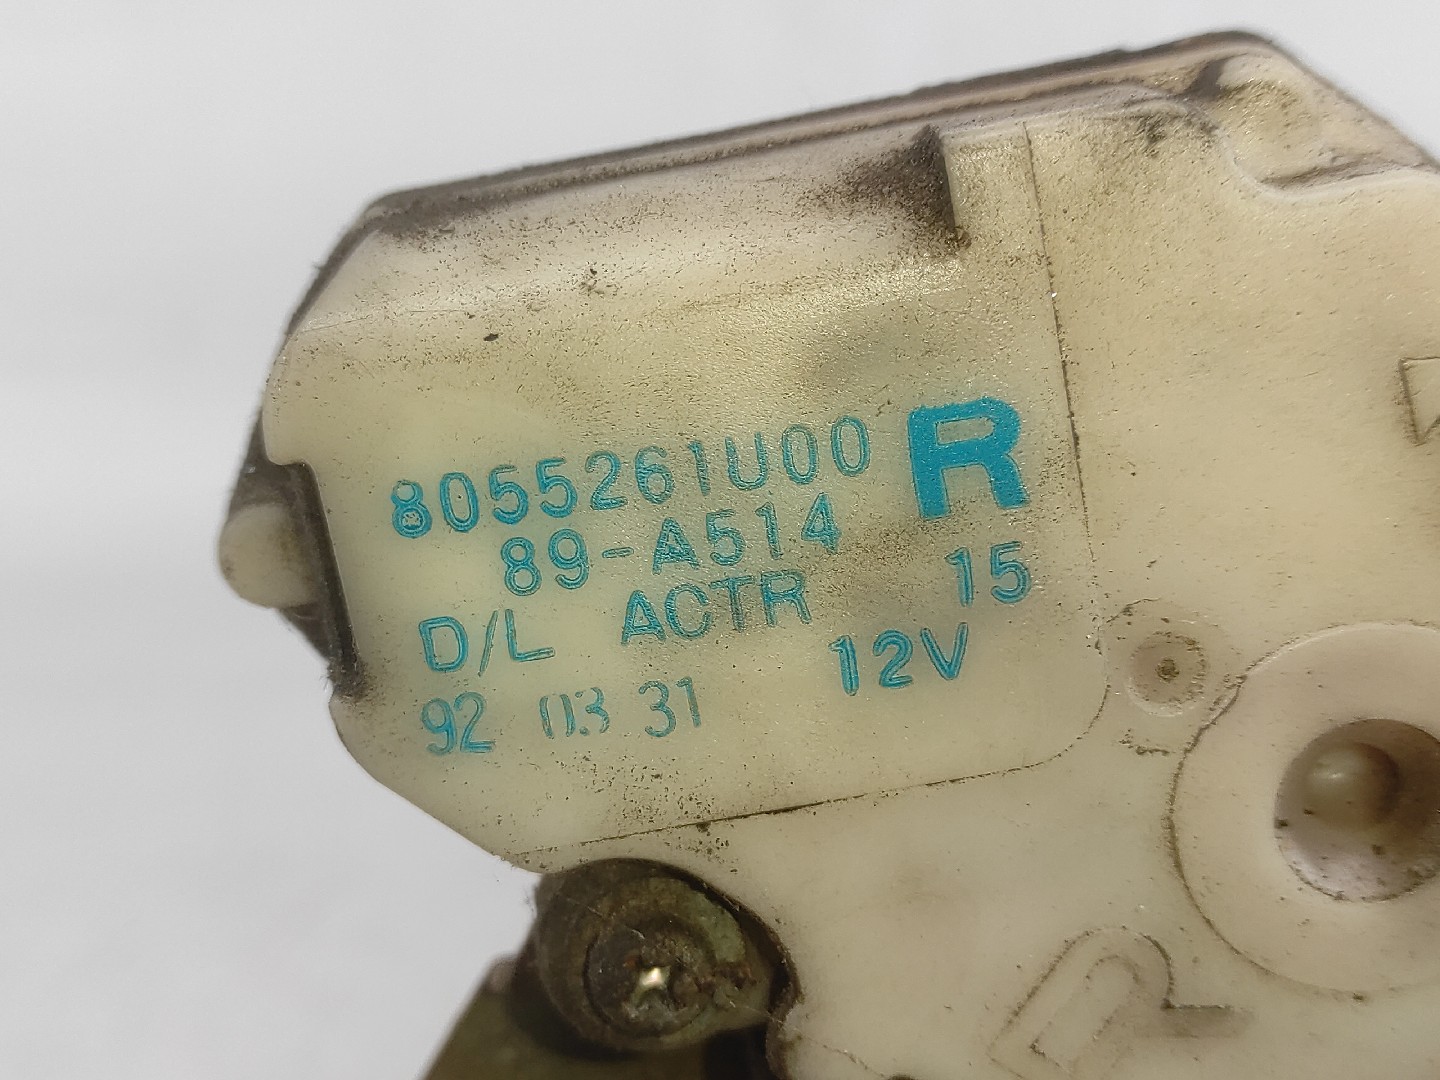 8055261U00 R
89-A514
D/L ACTR 15
92 03 31 12V
R